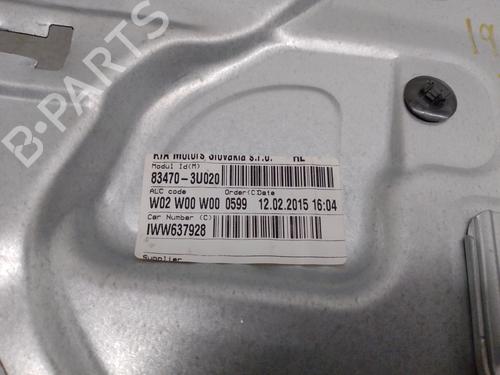 B-PARTS
19
KIA Motors Slovakia s.r.o. RL
Modul Id(M)
83470-3U020
ALC code Order(C)Date
W02 W00 W00 0599 12.02.2015 16:04
Car Number (C)
IWW637928
Supplier